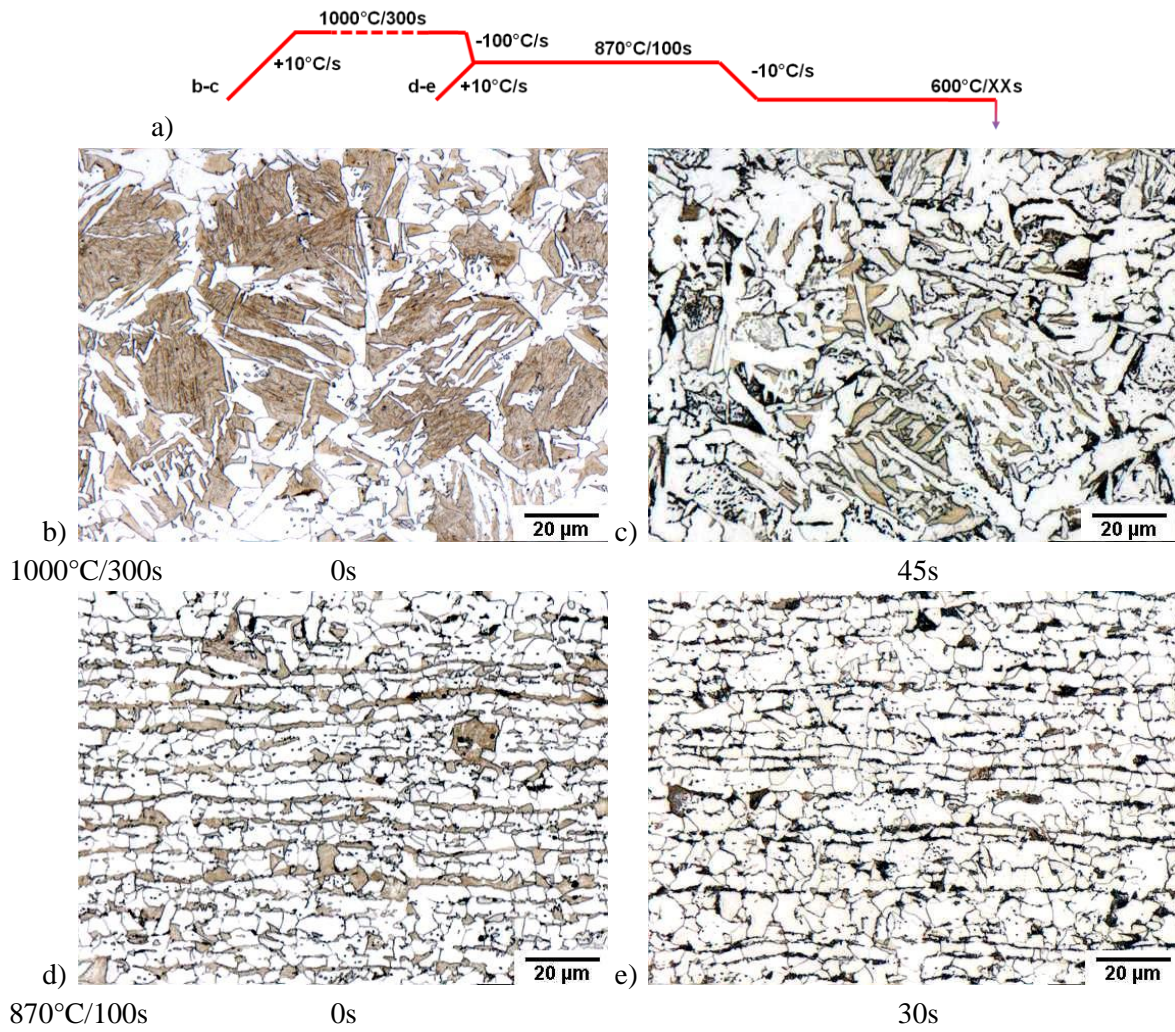 1000°C/300s
-100°C/s
870°C/100s
+10°C/s
b-c
d-e
+10°C/s
-10°C/s
600°C/XXs
a)
20 µm
20 µm
b)
c)
1000°C/300s 0s 45s
20 µm
20 µm
d)
e)
870°C/100s 0s 30s